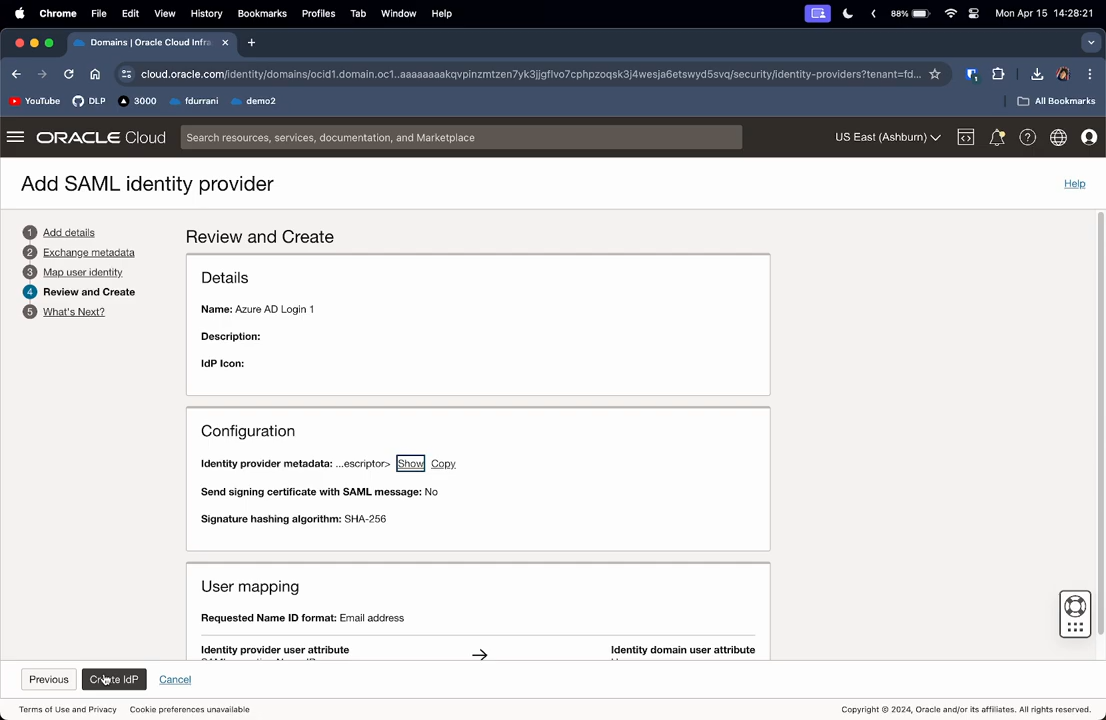 Chrome File Edit View History Bookmarks Profiles Tab Window Help 88% Mon Apr 15 14:28:21
Domains | Oracle Cloud Infra
cloud.oracle.com/identity/domains/ocid1.domain.oc1..aaaaaaaakqvpinzmtzen7yk3jjgflvo7cphpzoqsk3j4wesja6etswyd5svq/security/identity-providers?tenant=fd...
YouTube DLP 3000 fdurrani demo2 All Bookmarks
ORACLE Cloud Search resources, services, documentation, and Marketplace US East (Ashburn)
Add SAML identity provider Help
1 Add details
2 Exchange metadata
3 Map user identity
4 Review and Create
5 What's Next?
Review and Create
Details
Name: Azure AD Login 1
Description:
IdP Icon:
Configuration
Identity provider metadata: ...escriptor> Show Copy
Send signing certificate with SAML message: No
Signature hashing algorithm: SHA-256
User mapping
Requested Name ID format: Email address
Identity provider user attribute Identity domain user attribute
Previous Create IdP Cancel
Terms of Use and Privacy Cookie preferences unavailable Copyright © 2024, Oracle and/or its affiliates. All rights reserved.